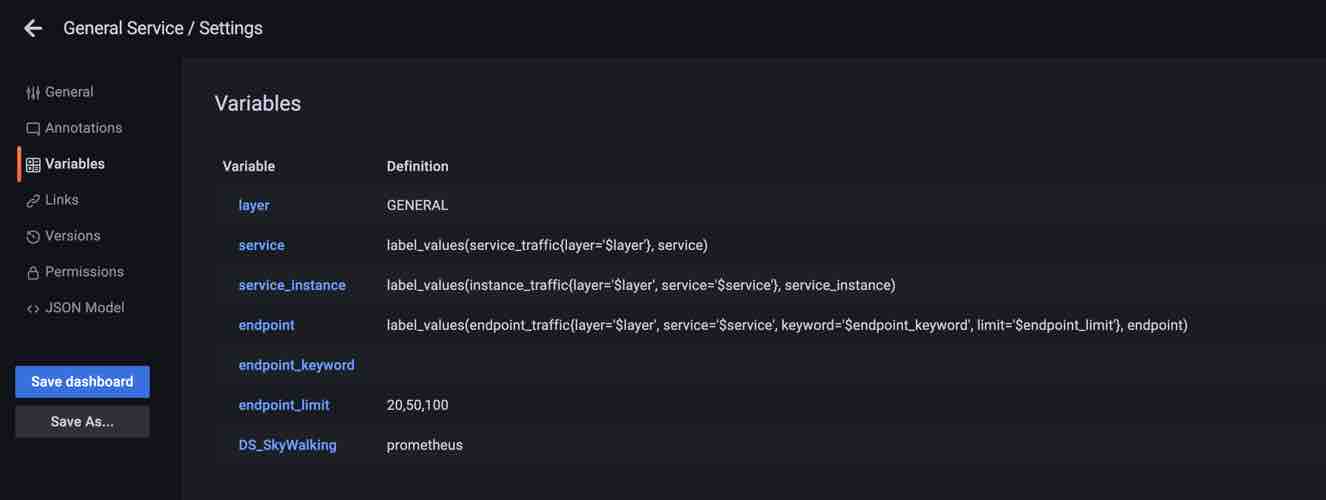 General Service / Settings
General
Annotations
Variables
Links
Versions
Permissions
JSON Model
Save dashboard
Save As...
Variables
Variable Definition
layer GENERAL
service label_values(service_traffic{layer='$layer'}, service)
service_instance label_values(instance_traffic{layer='$layer', service='$service'}, service_instance)
endpoint label_values(endpoint_traffic{layer='$layer', service='$service', keyword='$endpoint_keyword', limit='$endpoint_limit'}, endpoint)
endpoint_keyword
endpoint_limit 20,50,100
DS_SkyWalking prometheus